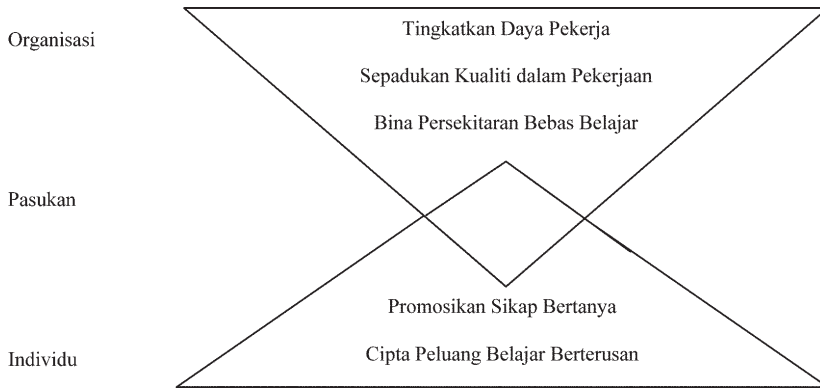 Organisasi
Tingkatkan Daya Pekerja
Sepadukan Kualiti dalam Pekerjaan
Bina Persekitaran Bebas Belajar
Pasukan
Promosikan Sikap Bertanya
Cipta Peluang Belajar Berterusan
Individu